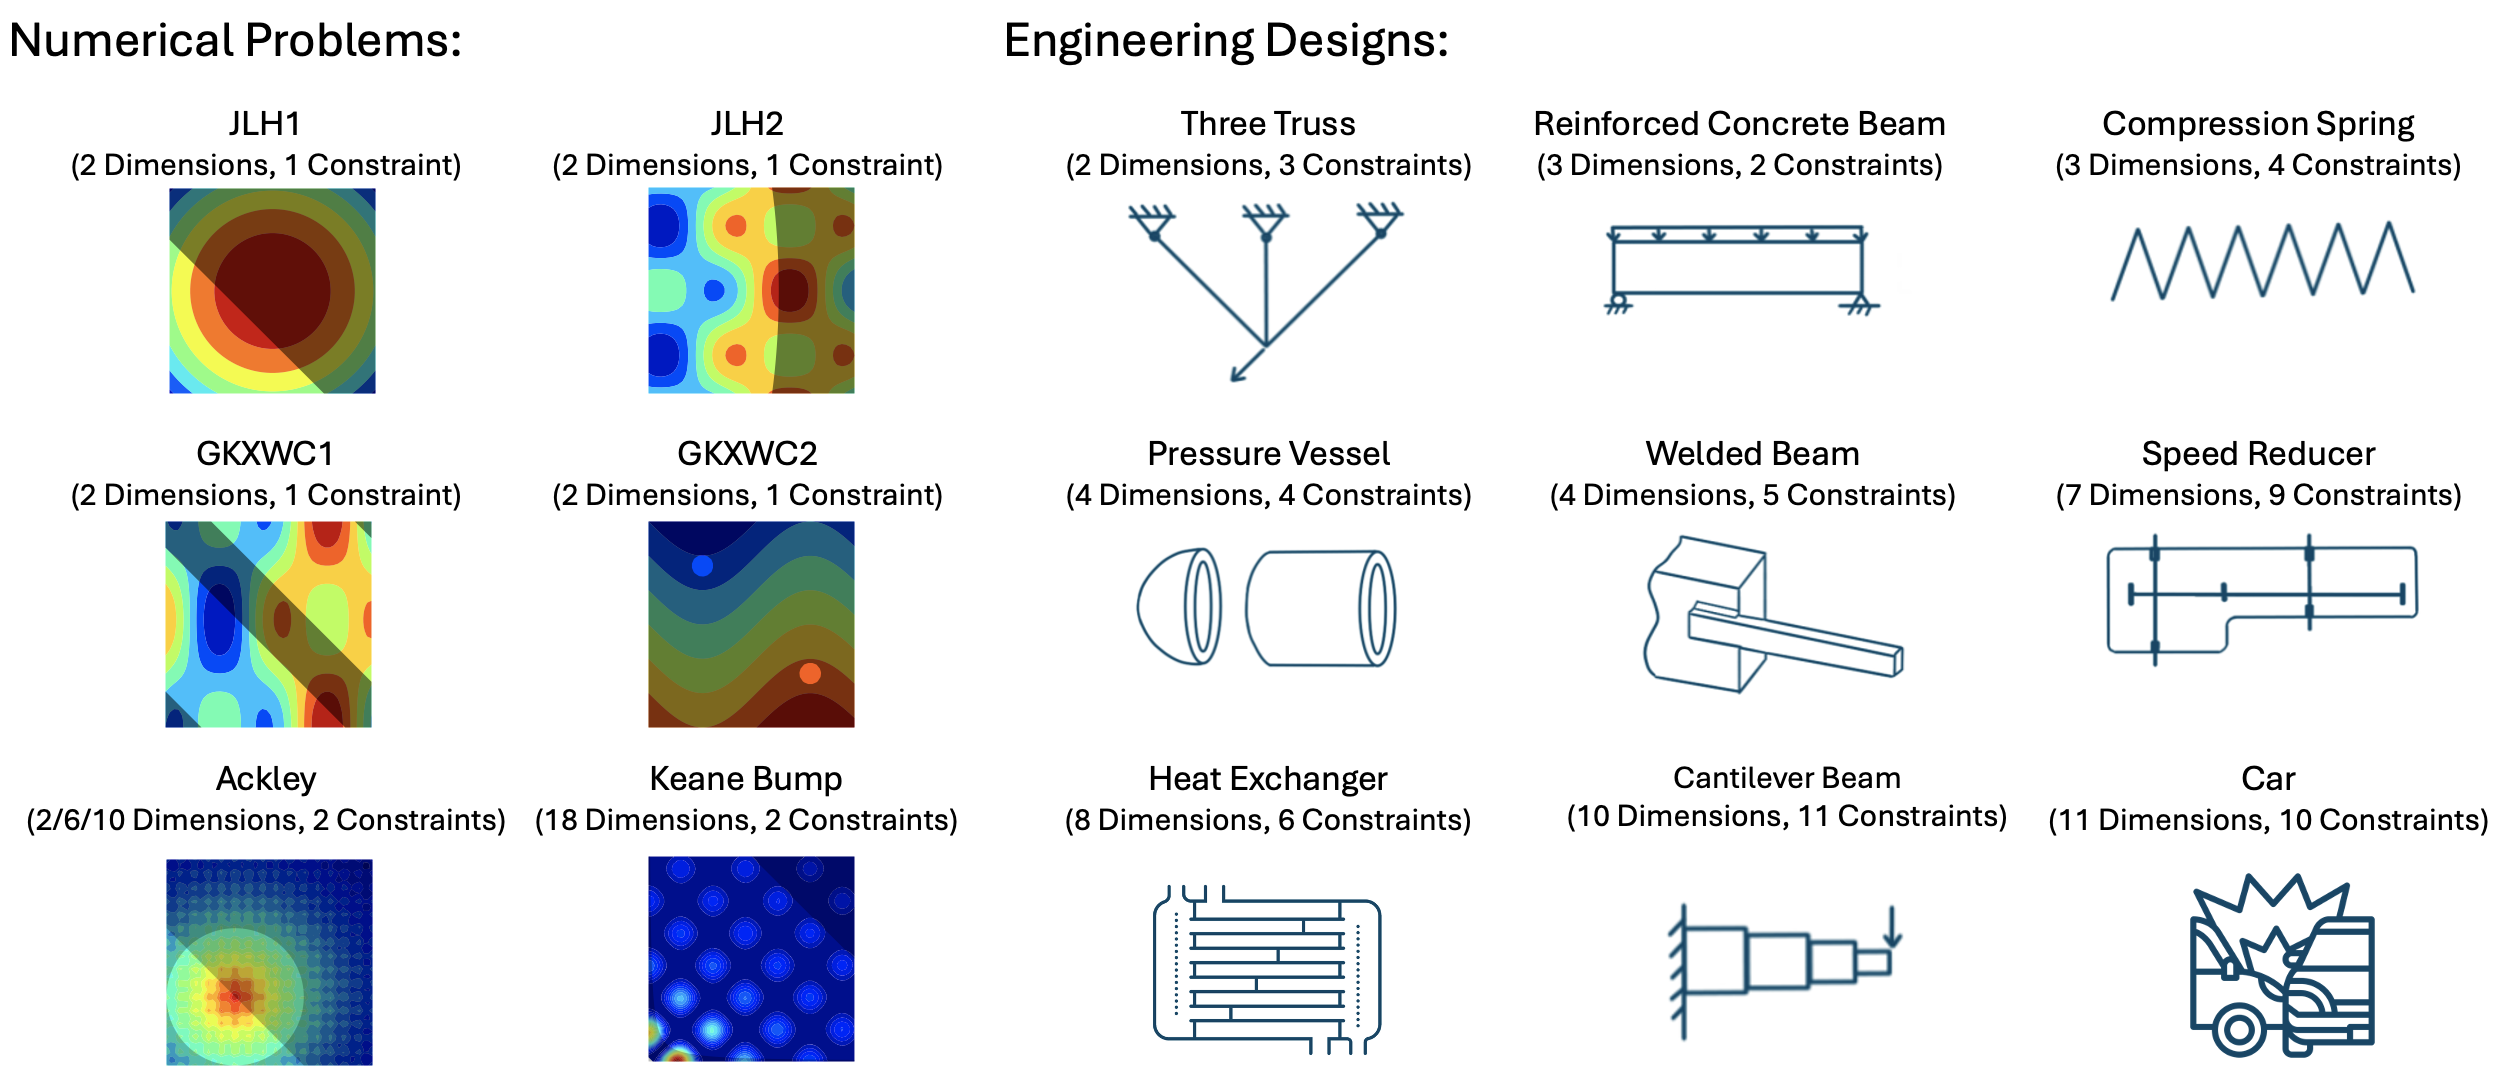 Numerical Problems:
Engineering Designs:
JLH1
(2 Dimensions, 1 Constraint)
JLH2
(2 Dimensions, 1 Constraint)
Three Truss
(2 Dimensions, 3 Constraints)
Reinforced Concrete Beam
(3 Dimensions, 2 Constraints)
Compression Spring
(3 Dimensions, 4 Constraints)
GKXWC1
(2 Dimensions, 1 Constraint)
GKXWC2
(2 Dimensions, 1 Constraint)
Pressure Vessel
(4 Dimensions, 4 Constraints)
Welded Beam
(4 Dimensions, 5 Constraints)
Speed Reducer
(7 Dimensions, 9 Constraints)
Ackley
(2/6/10 Dimensions, 2 Constraints)
Keane Bump
(18 Dimensions, 2 Constraints)
Heat Exchanger
(8 Dimensions, 6 Constraints)
Cantilever Beam
(10 Dimensions, 11 Constraints)
Car
(11 Dimensions, 10 Constraints)